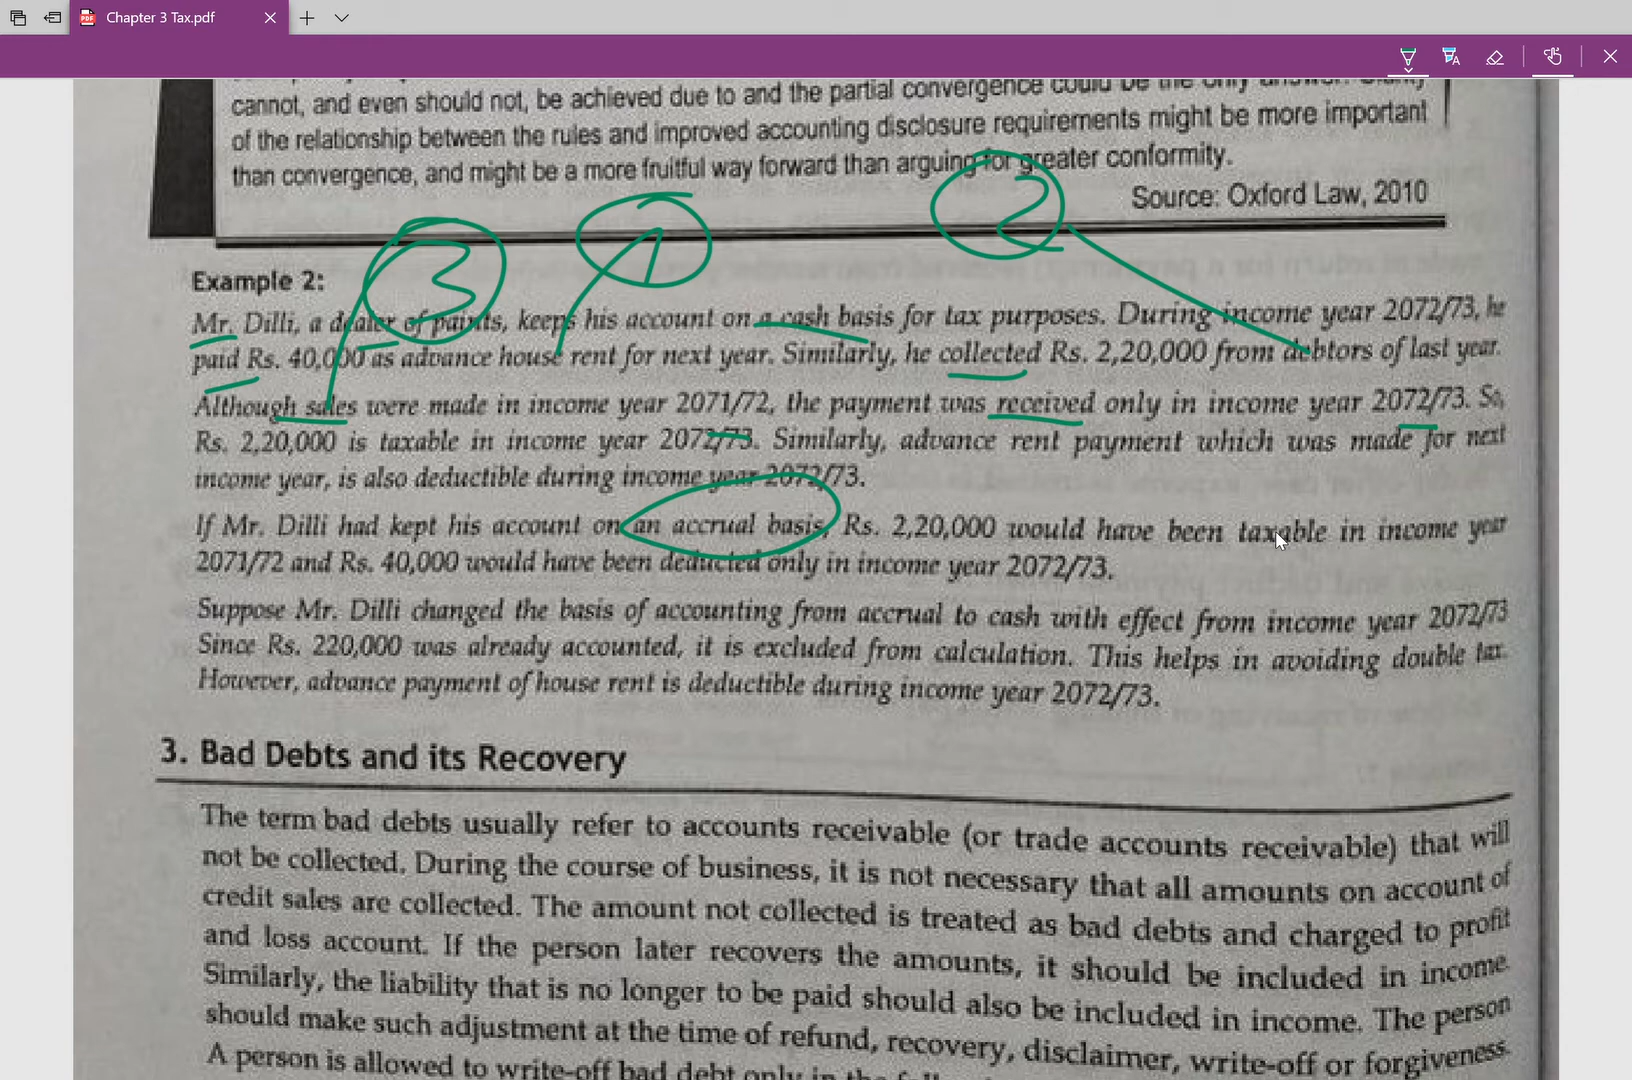 Chapter 3 Tax.pdf
cannot, and even should not, be achieved due to and the partial convergence could be the only answer.
of the relationship between the rules and improved accounting disclosure requirements might be more important
than convergence, and might be a more fruitful way forward than arguing for greater conformity.
Source: Oxford Law, 2010
3 1 2
Example 2:
Mr. Dilli, a dealer of paints, keeps his account on a cash basis for tax purposes. During income year 2072/73, he
paid Rs. 40,000 as advance house rent for next year. Similarly, he collected Rs. 2,20,000 from debtors of last year.
Although sales were made in income year 2071/72, the payment was received only in income year 2072/73. So,
Rs. 2,20,000 is taxable in income year 2072/73. Similarly, advance rent payment which was made for next
income year, is also deductible during income year 2072/73.
If Mr. Dilli had kept his account on an accrual basis, Rs. 2,20,000 would have been taxable in income year
2071/72 and Rs. 40,000 would have been deducted only in income year 2072/73.
Suppose Mr. Dilli changed the basis of accounting from accrual to cash with effect from income year 2072/73
Since Rs. 220,000 was already accounted, it is excluded from calculation. This helps in avoiding double tax.
However, advance payment of house rent is deductible during income year 2072/73.
3. Bad Debts and its Recovery
The term bad debts usually refer to accounts receivable (or trade accounts receivable) that will
not be collected. During the course of business, it is not necessary that all amounts on account of
credit sales are collected. The amount not collected is treated as bad debts and charged to profit
and loss account. If the person later recovers the amounts, it should be included in income.
Similarly, the liability that is no longer to be paid should also be included in income. The person
should make such adjustment at the time of refund, recovery, disclaimer, write-off or forgiveness.
A person is allowed to write-off bad debt only in the